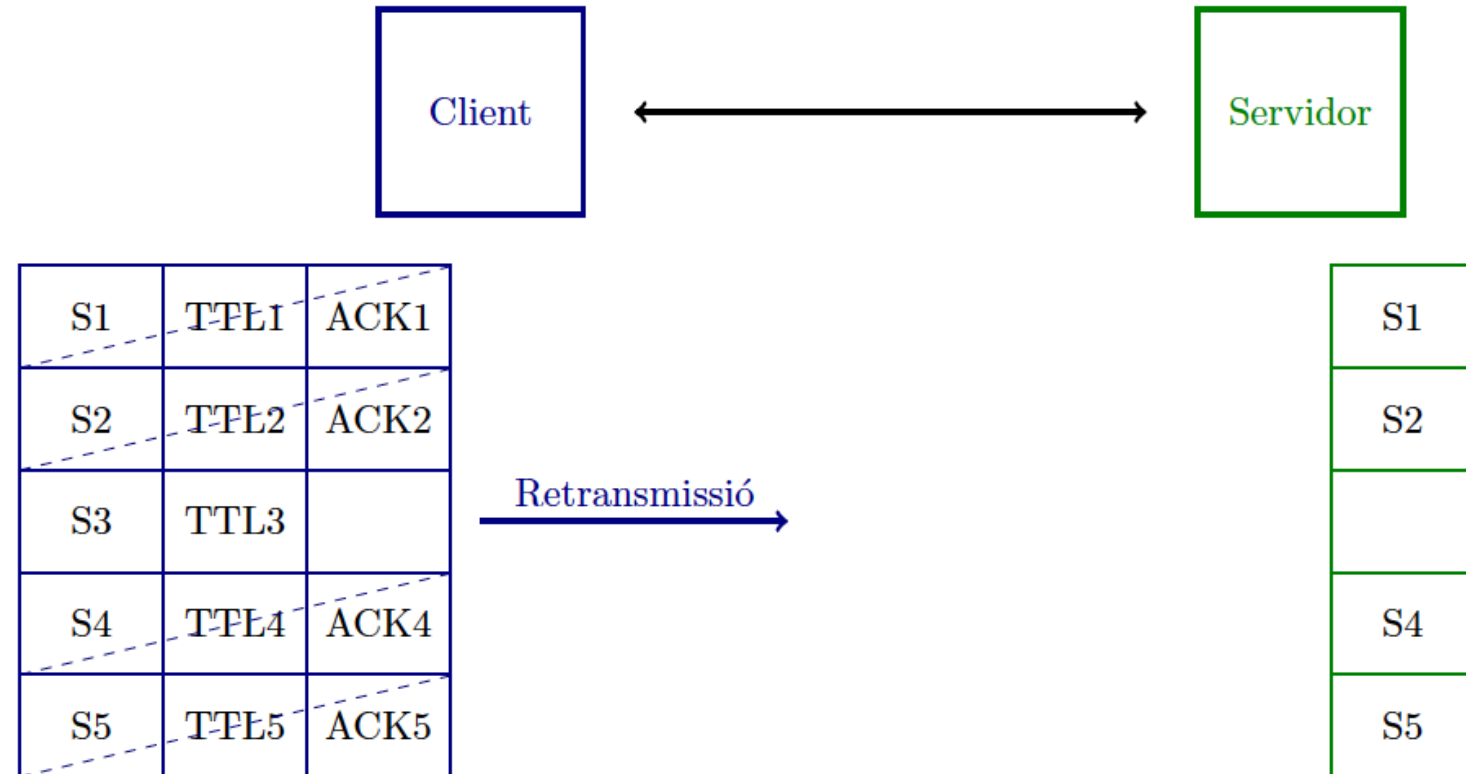 Client Servidor
S1 TTL1 ACK1 S1
S2 TTL2 ACK2 S2
Retransmissió
S3 TTL3
S4 TTL4 ACK4 S4
S5 TTL5 ACK5 S5